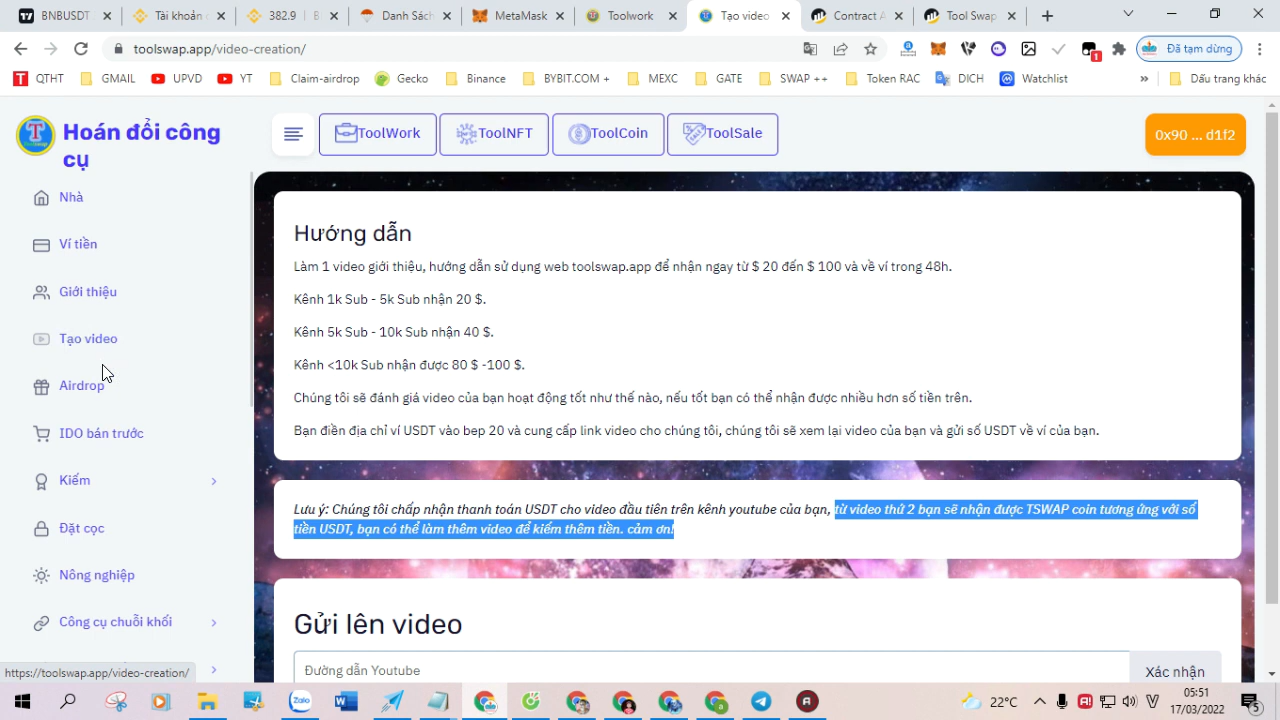 BNBUSDT
Tài khoản c
382.9 | B
Danh Sác
MetaMask
Toolwork
Tạo video
Contract A
Tool Swap
toolswap.app/video-creation/
1
Đã tạm dừng
QTHT
GMAIL
UPVD
YT
Claim-airdrop
Gecko
Binance
BYBIT.COM +
MEXC
GATE
SWAP ++
Token RAC
DICH
Watchlist
»
Dấu trang khác
Hoán đổi công
cụ
ToolWork
ToolNFT
ToolCoin
ToolSale
0x90 ... d1f2
Nhà
Ví tiền
Giới thiệu
Tạo video
Airdrop
IDO bán trước
Kiếm
Đặt cọc
Nông nghiệp
Công cụ chuỗi khối
Hướng dẫn
Làm 1 video giới thiệu, hướng dẫn sử dụng web toolswap.app để nhận ngay từ $ 20 đến $ 100 và về ví trong 48h.
Kênh 1k Sub - 5k Sub nhận 20 $.
Kênh 5k Sub - 10k Sub nhận 40 $.
Kênh <10k Sub nhận được 80 $ -100 $.
Chúng tôi sẽ đánh giá video của bạn hoạt động tốt như thế nào, nếu tốt bạn có thể nhận được nhiều hơn số tiền trên.
Bạn điền địa chỉ ví USDT vào bep 20 và cung cấp link video cho chúng tôi, chúng tôi sẽ xem lại video của bạn và gửi số USDT về ví của bạn.
Lưu ý: Chúng tôi chấp nhận thanh toán USDT cho video đầu tiên trên kênh youtube của bạn, từ video thứ 2 bạn sẽ nhận được TSWAP coin tương ứng với số
tiền USDT, bạn có thể làm thêm video để kiếm thêm tiền. cảm ơn!
Gửi lên video
Đường dẫn Youtube
Xác nhận
https://toolswap.app/video-creation/
22°C
05:51
17/03/2022
5